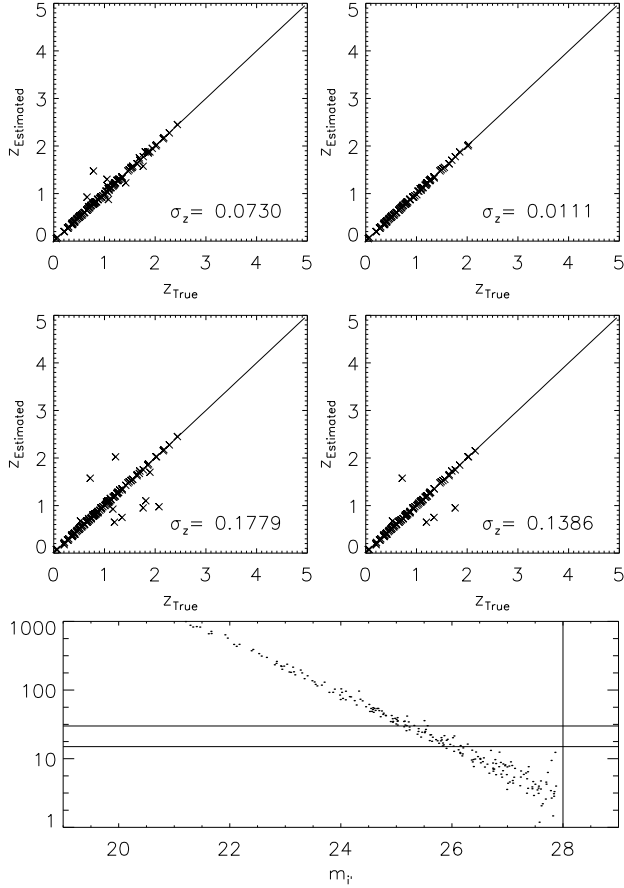 5 5
4 4
3 3
2 2
1 1
0 0
Z_Estimated Z_Estimated
σ_z= 0.0730 σ_z= 0.0111
0 1 2 3 4 5 0 1 2 3 4 5
Z_True Z_True
5 5
4 4
3 3
2 2
1 1
0 0
Z_Estimated Z_Estimated
σ_z= 0.1779 σ_z= 0.1386
0 1 2 3 4 5 0 1 2 3 4 5
Z_True Z_True
1000
100
10
1
20 22 24 26 28
m_i'